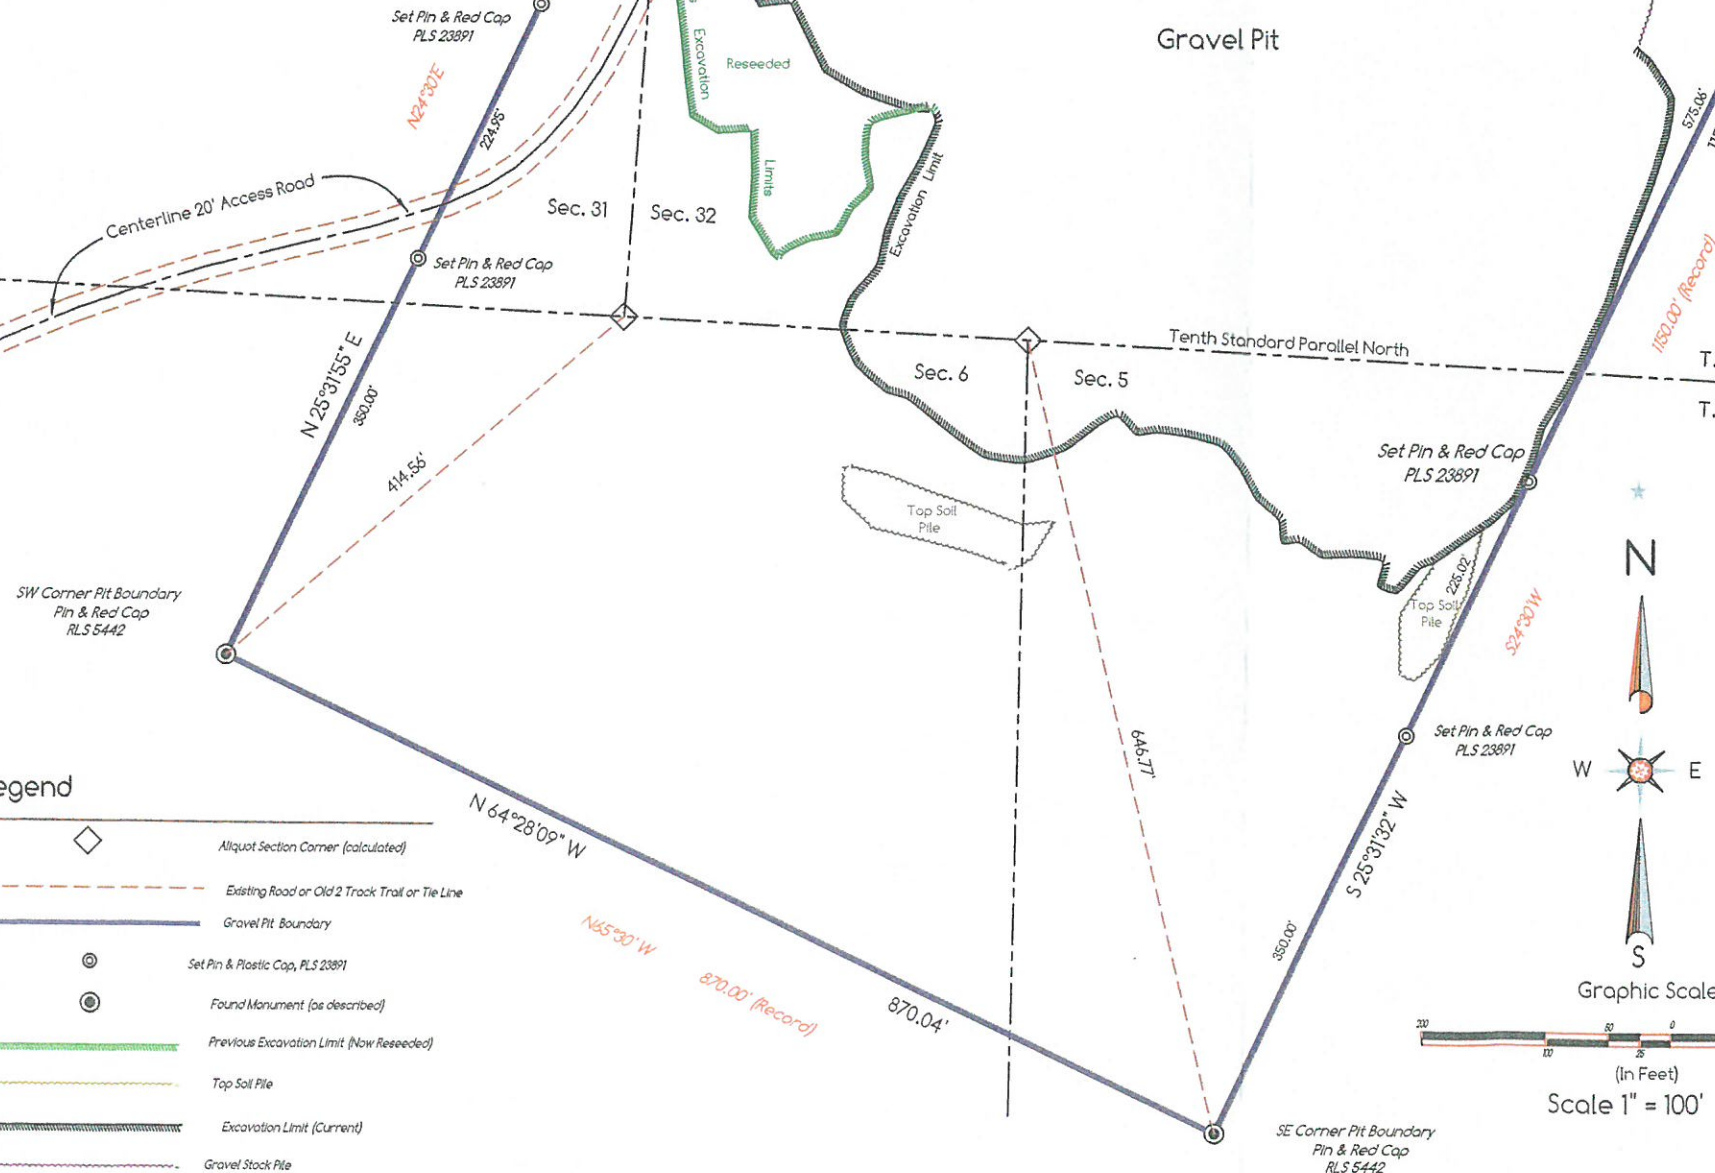 Set Pin & Red Cap
PLS 23891
Gravel Pit
N24°30'E
224.95'
Excavation
Reseeded
Limits
Excavation Limit
575.06'
Centerline 20' Access Road
Sec. 31
Sec. 32
Set Pin & Red Cap
PLS 23891
1150.00' (Record)
Tenth Standard Parallel North
T.
T.
Sec. 6
Sec. 5
N 25°31'55" E
350.00'
414.56'
Set Pin & Red Cap
PLS 23891
Top Soil
Pile
225.02'
Top Soil
Pile
S24°30'W
N
SW Corner Pit Boundary
Pin & Red Cap
RLS 5442
646.77'
Set Pin & Red Cap
PLS 23891
W
E
S
N 64°28'09" W
S 25°31'32" W
350.00'
N65°30' W
870.00' (Record)
870.04'
egend
Aliquot Section Corner (calculated)
Existing Road or Old 2 Track Trail or Tie Line
Gravel Pit Boundary
Set Pin & Plastic Cap, PLS 23891
Found Monument (as described)
Previous Excavation Limit (Now Reseeded)
Top Soil Pile
Excavation Limit (Current)
Gravel Stock Pile
Graphic Scale
200
50
0
100
25
(In Feet)
Scale 1" = 100'
SE Corner Pit Boundary
Pin & Red Cap
RLS 5442